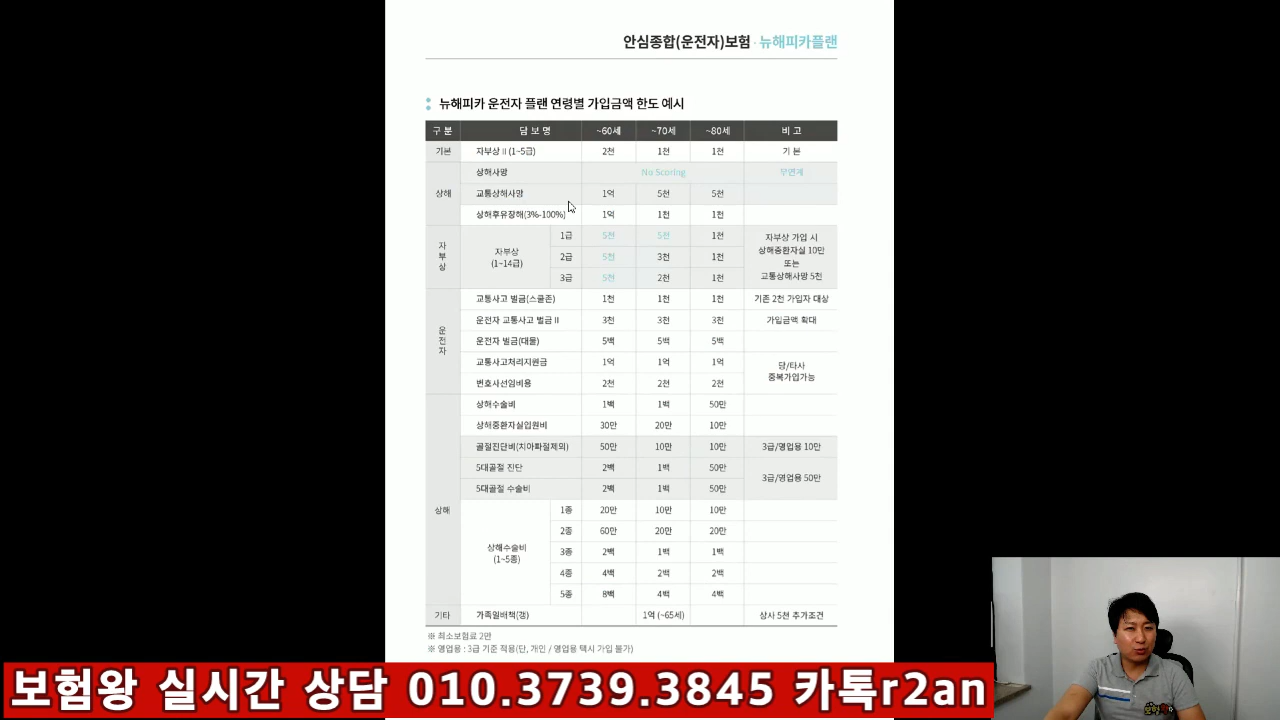 안심종합(운전자)보험 · 뉴해피카플랜
뉴해피카 운전자 플랜 연령별 가입금액 한도 예시
구분 담보명 ~60세 ~70세 ~80세 비고
기본 자부상Ⅱ(1~5급) 2천 1천 1천 기본
상해 상해사망 No Scoring 무연계
교통상해사망 1억 5천 5천
상해후유장해(3%-100%) 1억 1천 1천
자부상 자부상 (1~14급) 1급 5천 5천 1천 자부상 가입 시 상해중환자실 10만 또는 고통상해사망 5천
2급 5천 3천 1천
3급 5천 2천 1천
운전자 교통사고 벌금(스쿨존) 1천 1천 1천 기존 2천 가입자 대상
운전자 교통사고 벌금Ⅱ 3천 3천 3천 가입금액 확대
운전자 벌금(대물) 5백 5백 5백
교통사고처리지원금 1억 1억 1억 당/타사 중복가입가능
변호사선임비용 2천 2천 2천
상해 상해수술비 1백 1백 50만
상해중환자실입원비 30만 20만 10만
골절진단비(치아파절제외) 50만 10만 10만 3급/영업용 10만
5대골절 진단 2백 1백 50만 3급/영업용 50만
5대골절 수술비 2백 1백 50만
상해수술비 (1~5종) 1종 20만 10만 10만
2종 60만 20만 20만
3종 2백 1백 1백
4종 4백 2백 2백
5종 8백 4백 4백
기타 가족일배책(갱) 1억 (~65세) 상사 5천 추가조건
※ 최소보험료 2만
※ 영업용 : 3급 기준 적용(단, 개인 / 영업용 택시 가입 불가)
보험왕 실시간 상담 010.3739.3845 카톡r2an